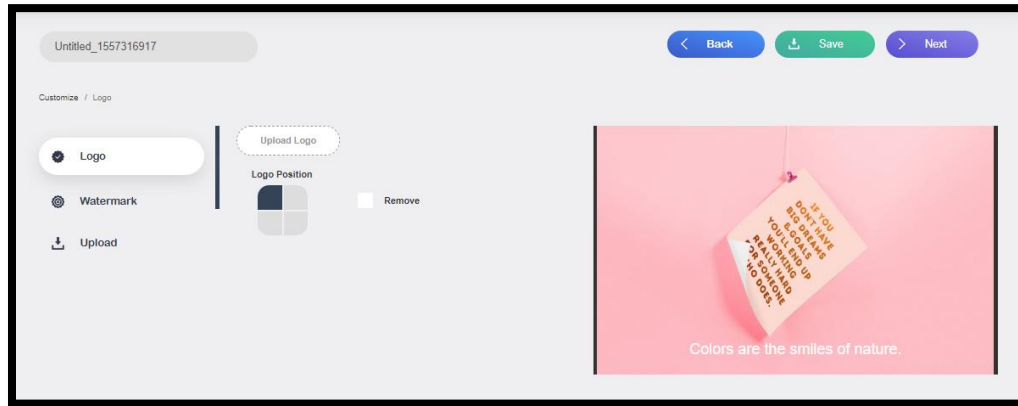 Untitled_1557316917
Back
Save
Next
Customize / Logo
Logo
Watermark
Upload
Upload Logo
Logo Position
Remove
IF YOU
DONT HAVE
BIG DREAMS
& GOALS
YOU'LL END UP
WORKING
REALLY HARD
FOR SOMEONE
WHO DOES.
Colors are the smiles of nature.